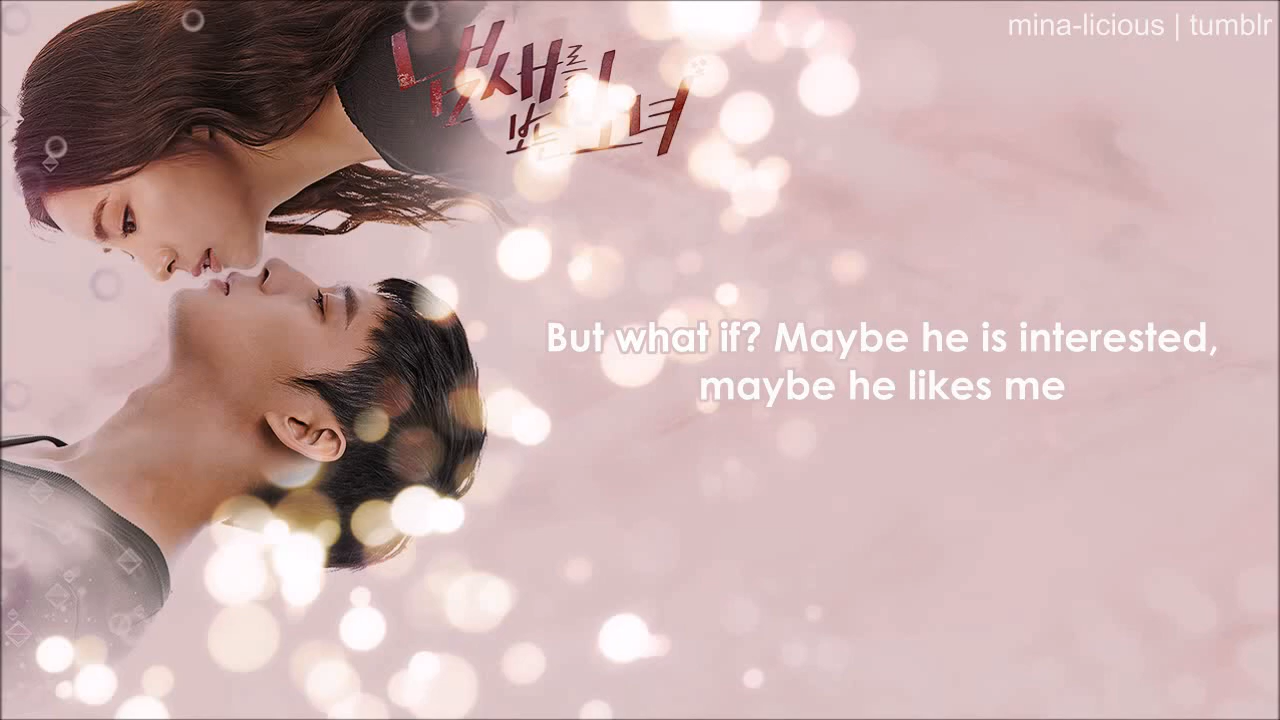 mina-licious | tumblr
냄새를
보는 소녀
But what if? Maybe he is interested,
maybe he likes me